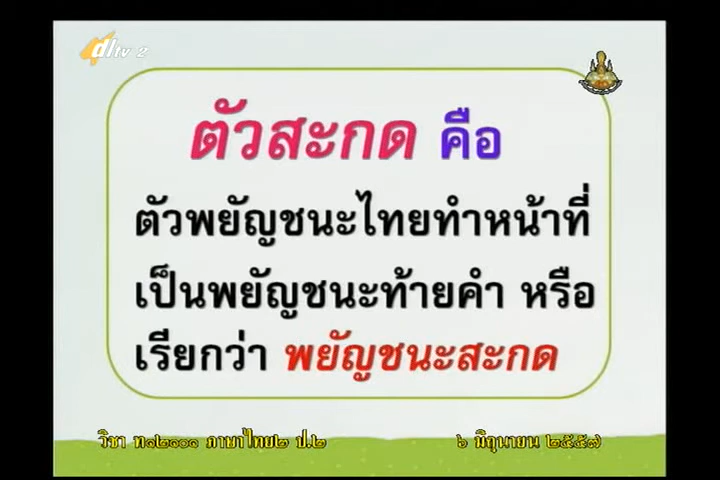 dltv 2
ตัวสะกด คือ
ตัวพยัญชนะไทยทำหน้าที่
เป็นพยัญชนะท้ายคำ หรือ
เรียกว่า พยัญชนะสะกด
วิชา ท๑๒๑๐๑ ภาษาไทย๒ ป.๒
๖ มิถุนายน ๒๕๕๗